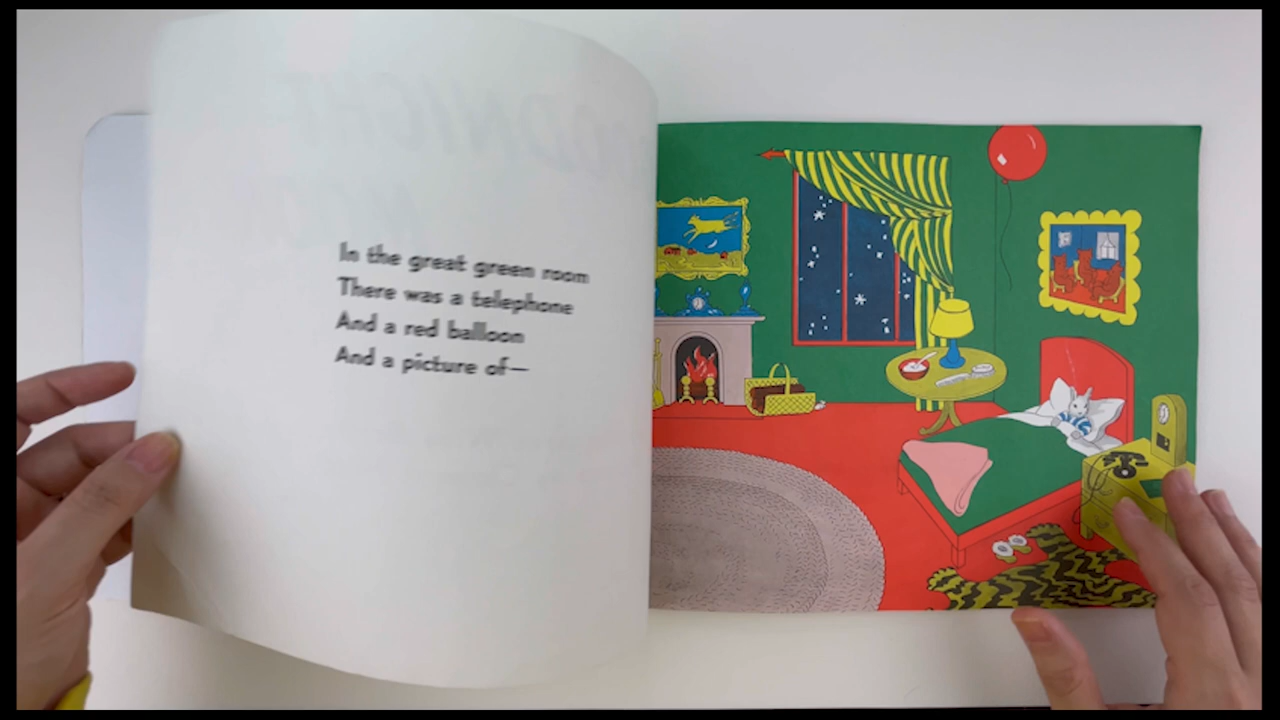 In the great green room
There was a telephone
And a red balloon
And a picture of—